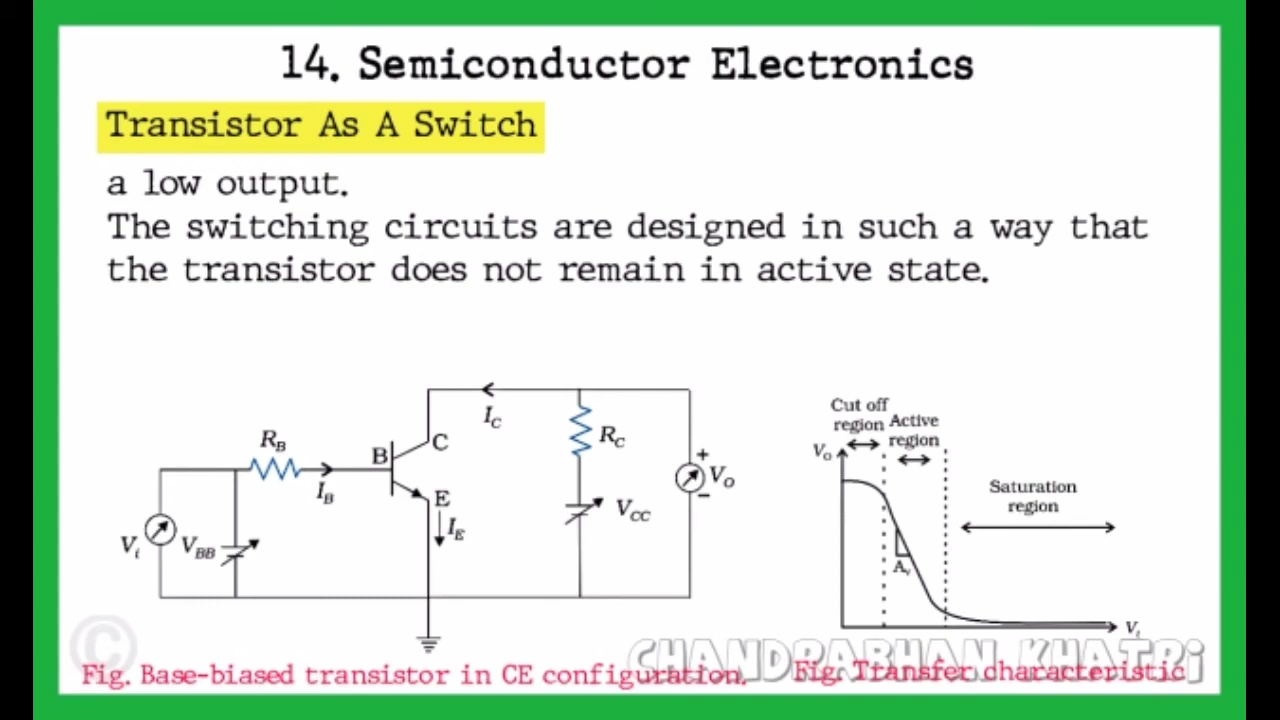 14. Semiconductor Electronics
Transistor As A Switch
a low output.
The switching circuits are designed in such a way that
the transistor does not remain in active state.
R_B
B
C
I_C
R_C
+
V_O
–
I_B
E
I_E
V_CC
V_i
V_BB
Cut off
region
Active
region
V_O
Saturation
region
A_v
V_i
©
CHANDRABHAN KHATRI
Fig. Base-biased transistor in CE configuration.
Fig. Transfer characteristic